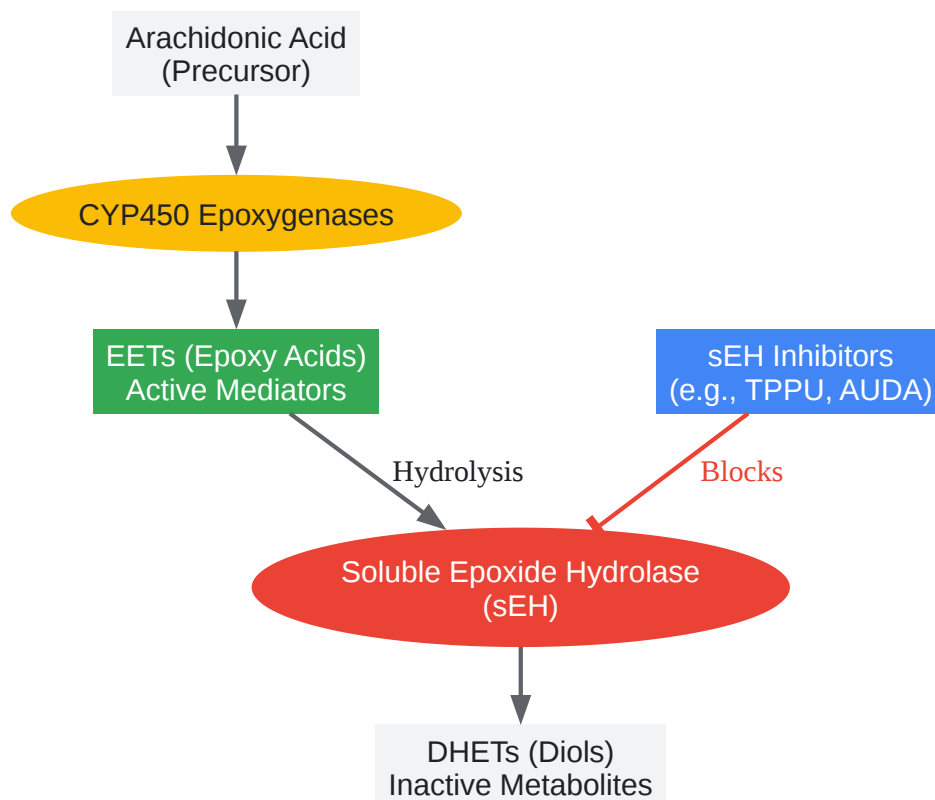 Arachidonic Acid
(Precursor)
CYP450 Epoxygenases
EETs (Epoxy Acids)
Active Mediators
sEH Inhibitors
(e.g., TPPU, AUDA)
Hydrolysis
Blocks
Soluble Epoxide Hydrolase
(sEH)
DHETs (Diols)
Inactive Metabolites